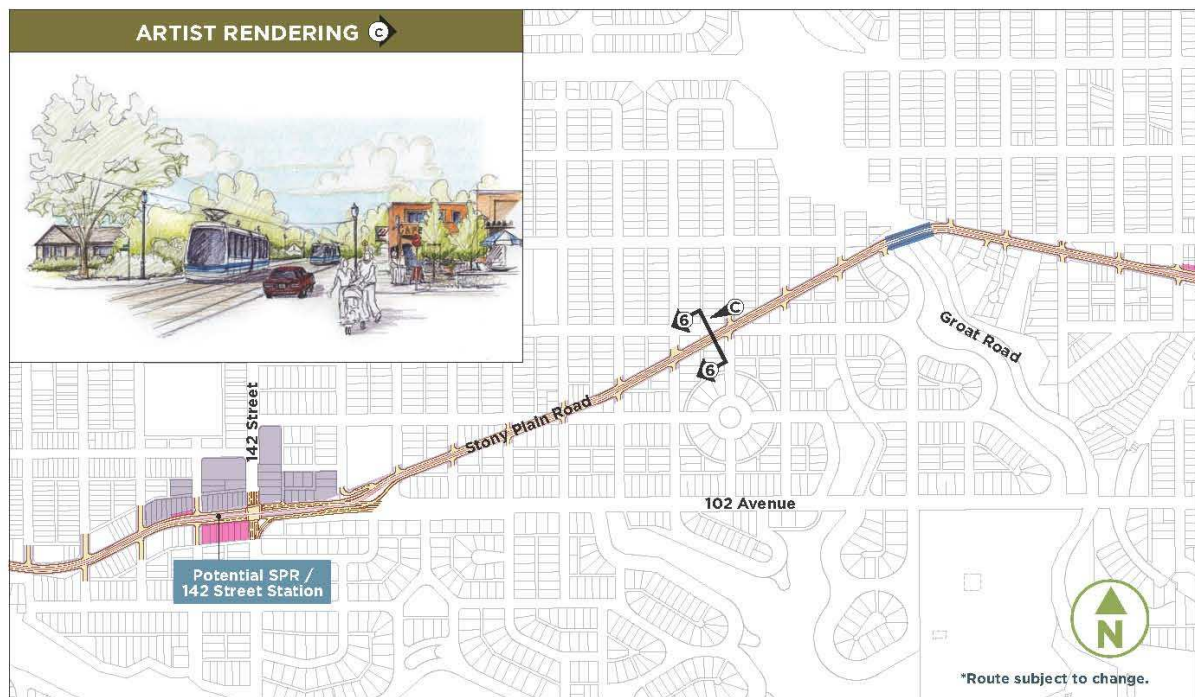 ARTIST RENDERING C
CAFE
C
6
6
Groat Road
142 Street
Stony Plain Road
102 Avenue
Potential SPR /
142 Street Station
N
*Route subject to change.